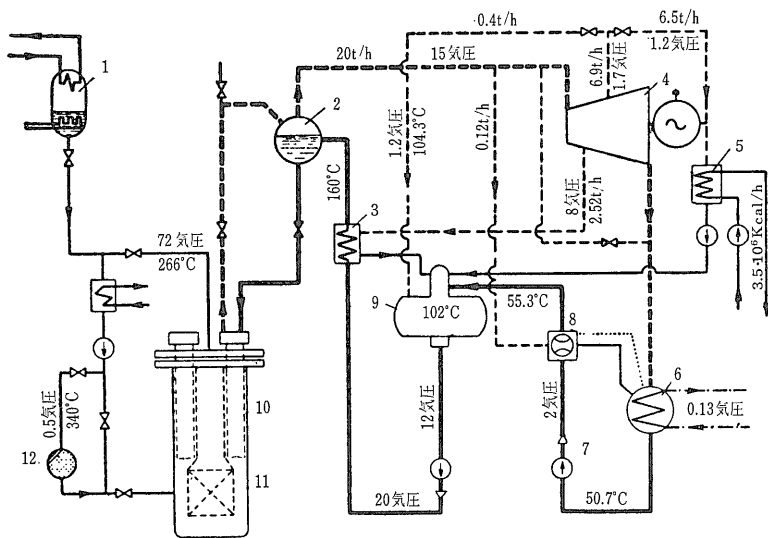 0.4t/h
6.5t/h
1.2気圧
20t/h
15気圧
6.9t/h
1.7気圧
4
1
2
1.2気圧
104.3°C
0.12t/h
5
160°C
8気圧
2.52t/h
3
3.5·10⁶Kcal/h
72気圧
266°C
9
102°C
55.3°C
8
6
0.13気圧
0.5気圧
340°C
10
12気圧
2気圧
7
12.
11
20気圧
50.7°C